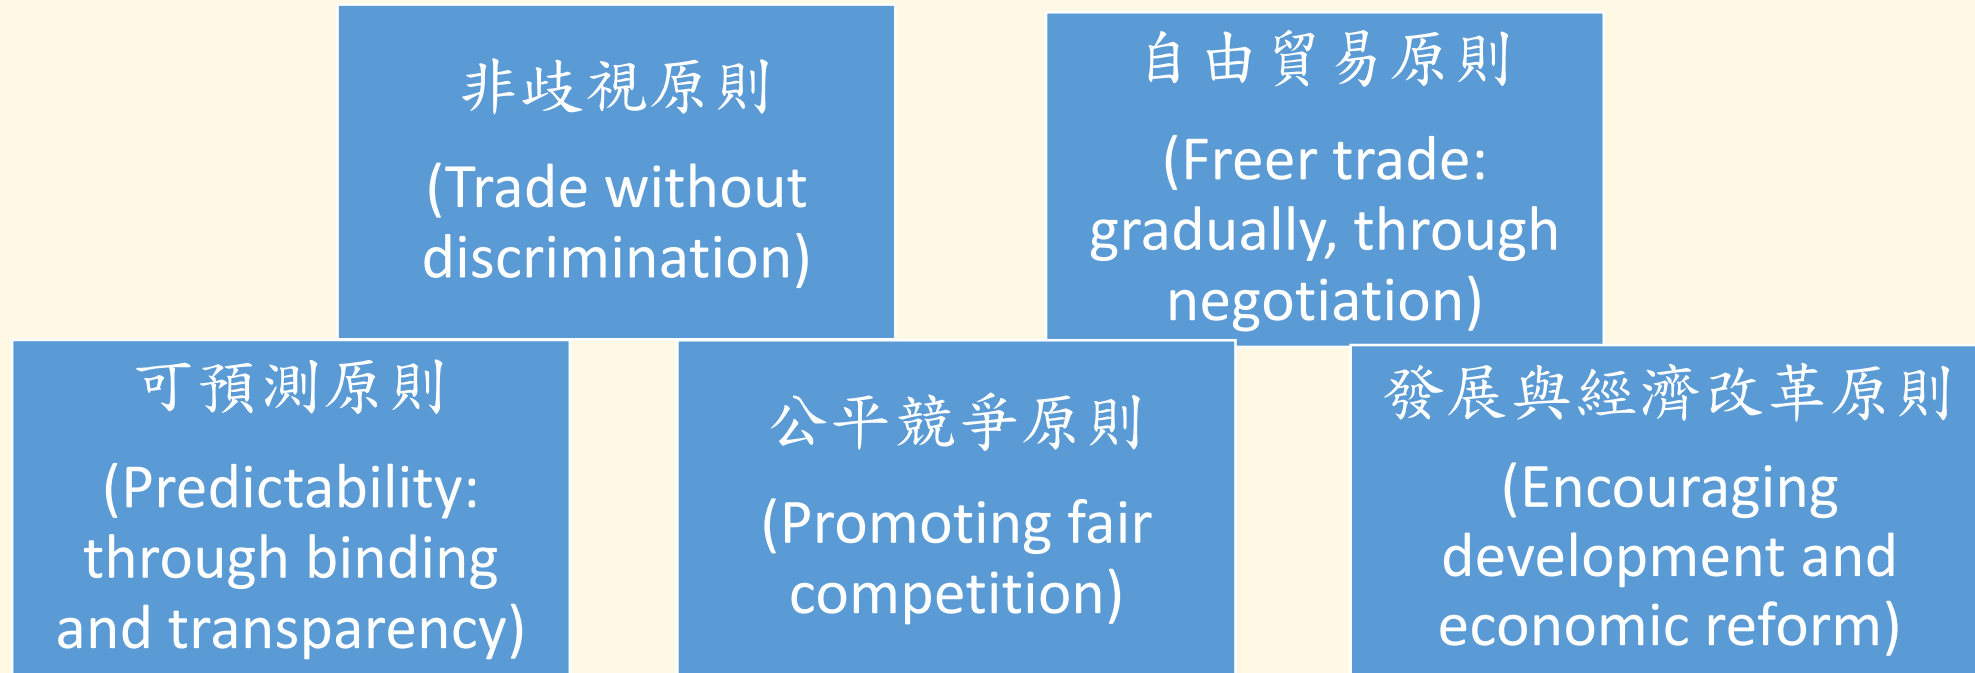 非歧視原則
(Trade without
discrimination)
自由貿易原則
(Freer trade:
gradually, through
negotiation)
可預測原則
(Predictability:
through binding
and transparency)
公平競爭原則
(Promoting fair
competition)
發展與經濟改革原則
(Encouraging
development and
economic reform)